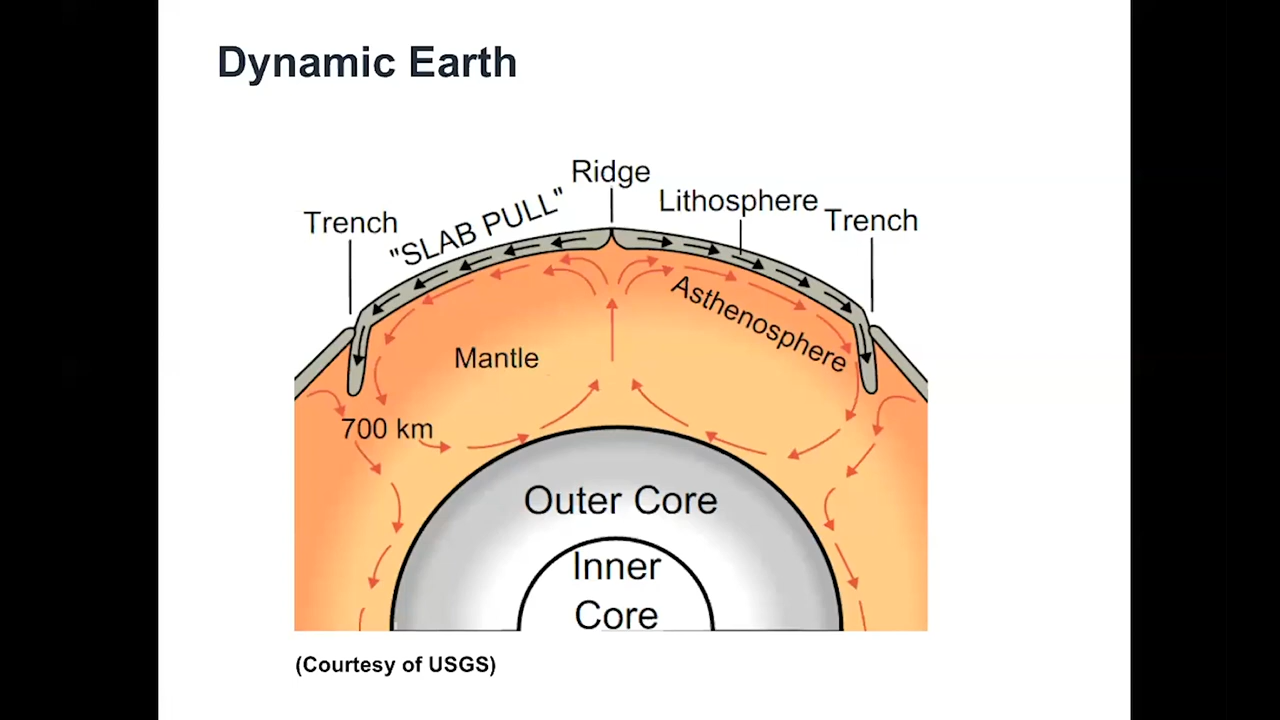 Dynamic Earth
Ridge
Lithosphere
Trench
"SLAB PULL"
Trench
Asthenosphere
Mantle
700 km
Outer Core
Inner
Core
(Courtesy of USGS)